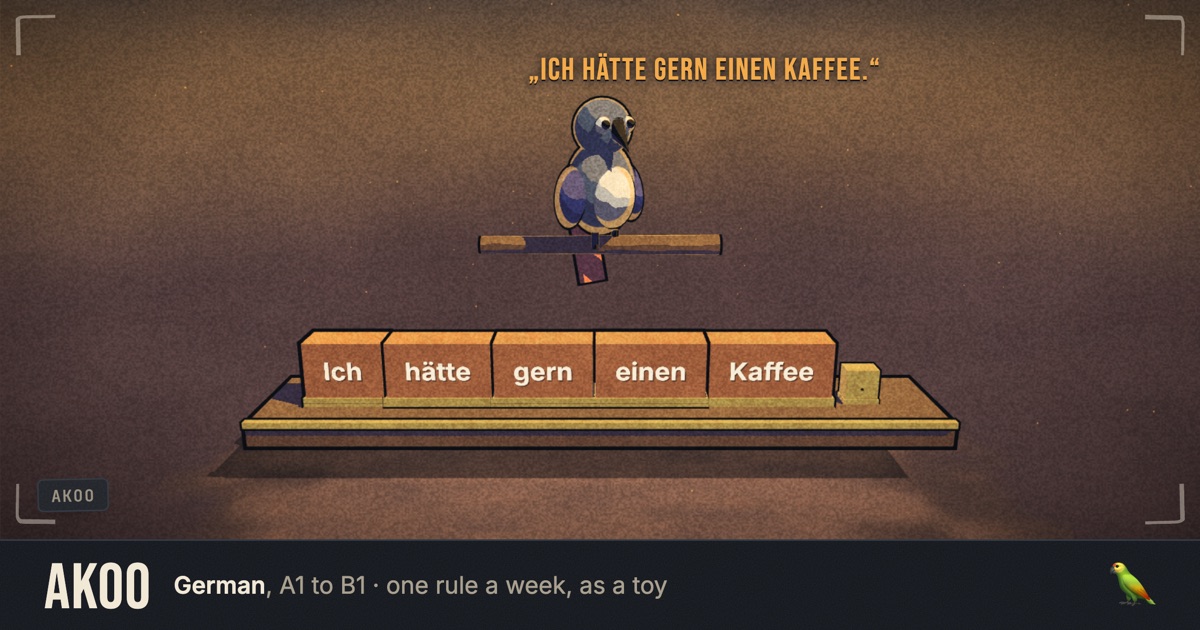 „ICH HÄTTE GERN EINEN KAFFEE.“
Ich hätte gern einen Kaffee
AKOO
AKOO German, A1 to B1 · one rule a week, as a toy